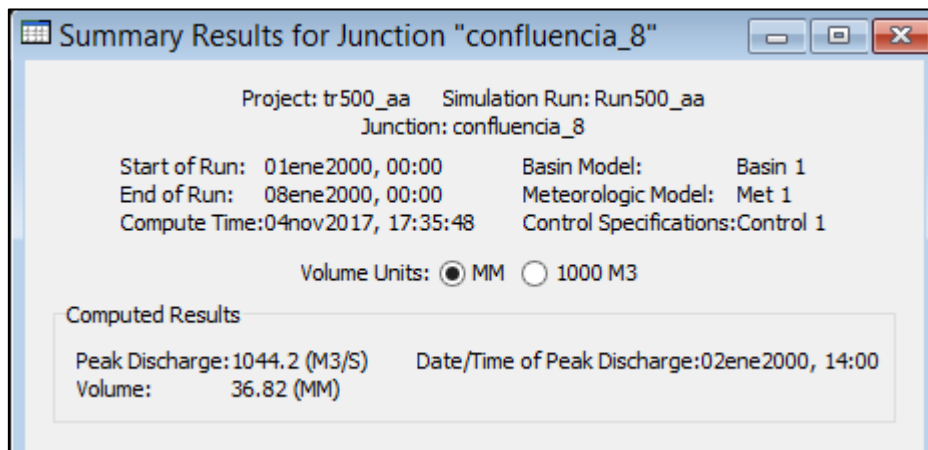 Summary Results for Junction "confluencia_8"
Project: tr500_aa Simulation Run: Run500_aa
Junction: confluencia_8
Start of Run: 01ene2000, 00:00 Basin Model: Basin 1
End of Run: 08ene2000, 00:00 Meteorologic Model: Met 1
Compute Time:04nov2017, 17:35:48 Control Specifications:Control 1
Volume Units: MM 1000 M3
Computed Results
Peak Discharge:1044.2 (M3/S) Date/Time of Peak Discharge:02ene2000, 14:00
Volume: 36.82 (MM)